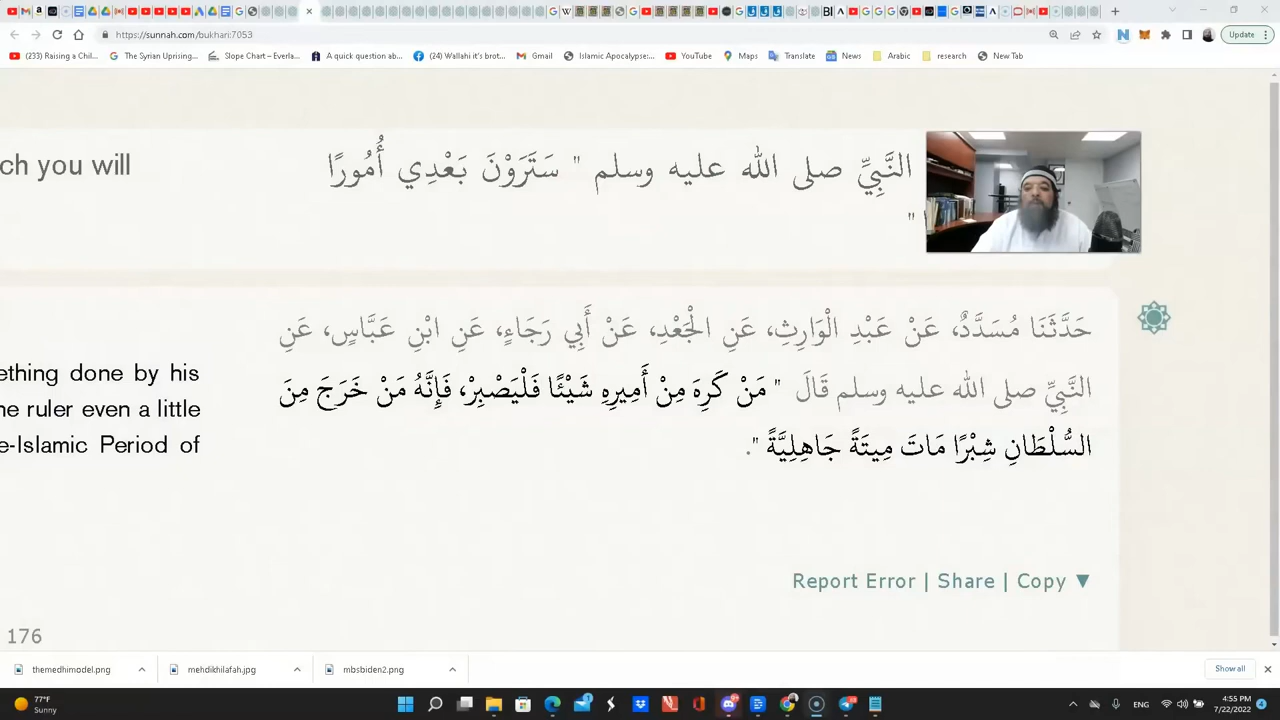 https://sunnah.com/bukhari:7053
Update
(233) Raising a Chil...
The Syrian Uprising...
Slope Chart – Everla...
A quick question ab...
(24) Wallahi it's brot...
Gmail
Islamic Apocalypse:...
YouTube
Maps
Translate
News
Arabic
research
New Tab
ch you will
النَّبِيِّ صلى الله عليه وسلم " سَتَرَوْنَ بَعْدِي أُمُورًا
"
حَدَّثَنَا مُسَدَّدٌ، عَنْ عَبْدِ الْوَارِثِ، عَنِ الْجَعْدِ، عَنْ أَبِي رَجَاءٍ، عَنِ ابْنِ عَبَّاسٍ، عَنِ
النَّبِيِّ صلى الله عليه وسلم قَالَ " مَنْ كَرِهَ مِنْ أَمِيرِهِ شَيْئًا فَلْيَصْبِرْ، فَإِنَّهُ مَنْ خَرَجَ مِنَ
السُّلْطَانِ شِبْرًا مَاتَ مِيتَةً جَاهِلِيَّةً ".
ething done by his
ne ruler even a little
e-Islamic Period of
Report Error | Share | Copy ▼
176
themedhimodel.png
mehdikhilafah.jpg
mbsbiden2.png
Show all
77°F
Sunny
ENG
4:55 PM
7/22/2022